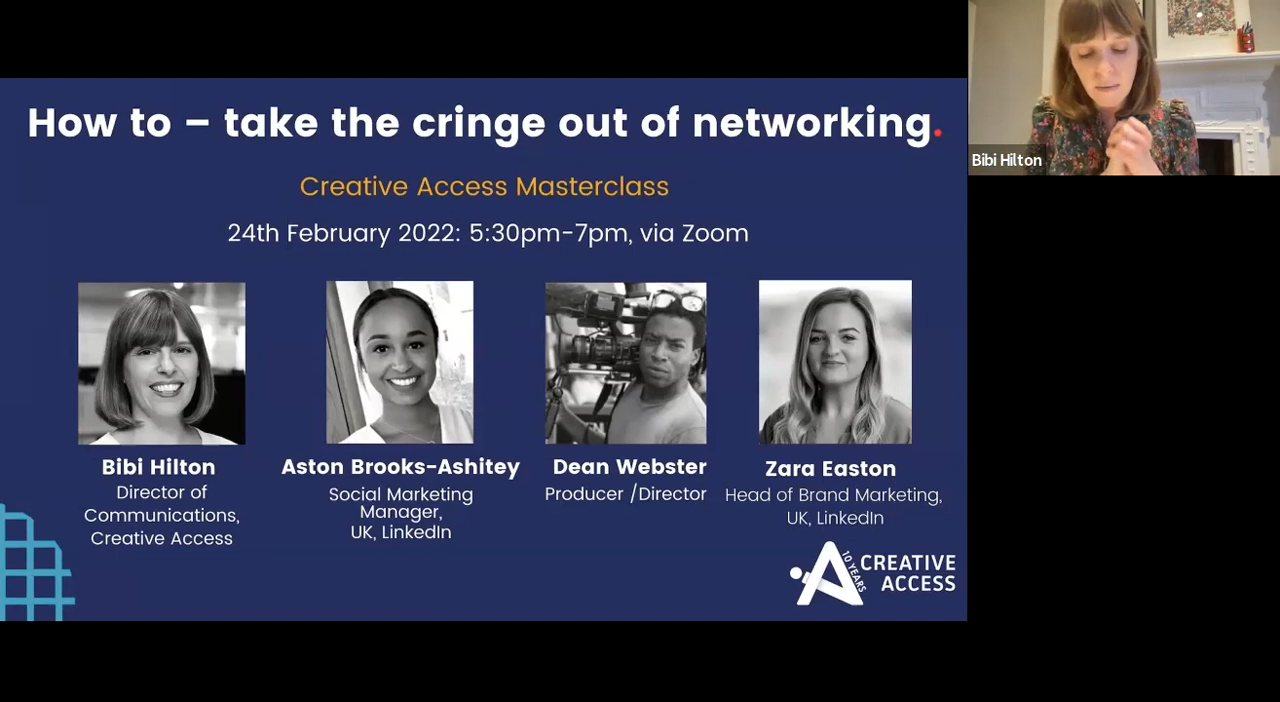 How to – take the cringe out of networking.
Creative Access Masterclass
24th February 2022: 5:30pm-7pm, via Zoom
Bibi Hilton
Director of
Communications,
Creative Access
Aston Brooks-Ashitey
Social Marketing
Manager,
UK, LinkedIn
Dean Webster
Producer /Director
Zara Easton
Head of Brand Marketing,
UK, LinkedIn
10 YEARS
CREATIVE
ACCESS
Bibi Hilton